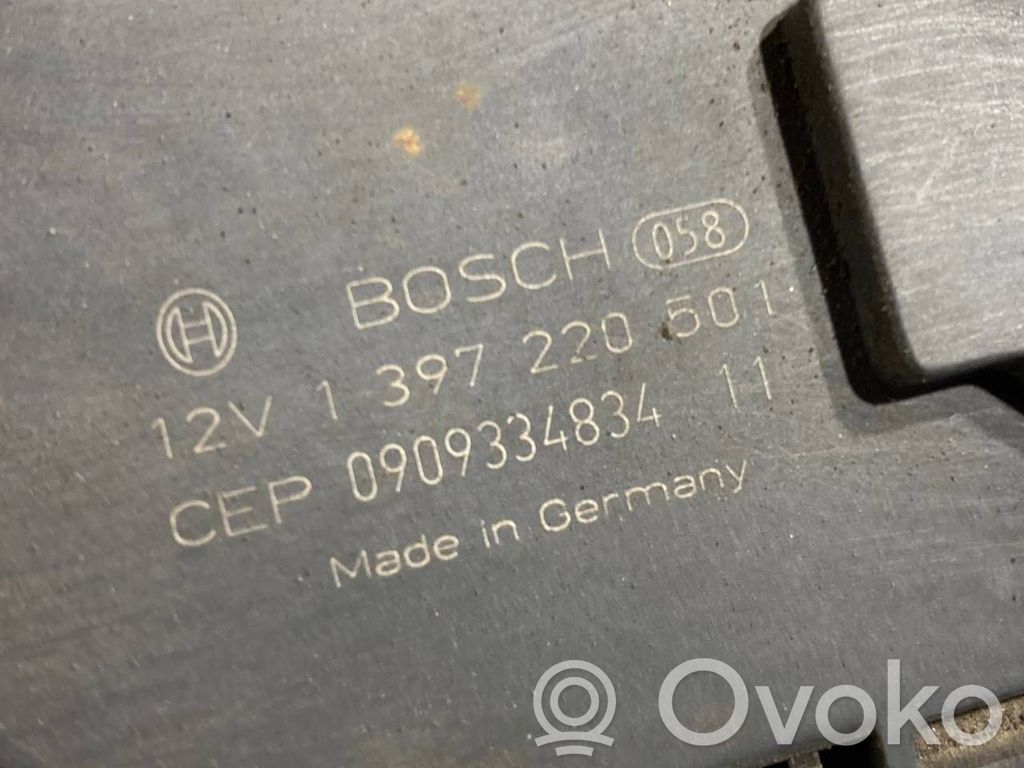 BOSCH 058
12V 1 397 220 501
CEP 0909334834 11
Made in Germany
Ovoko